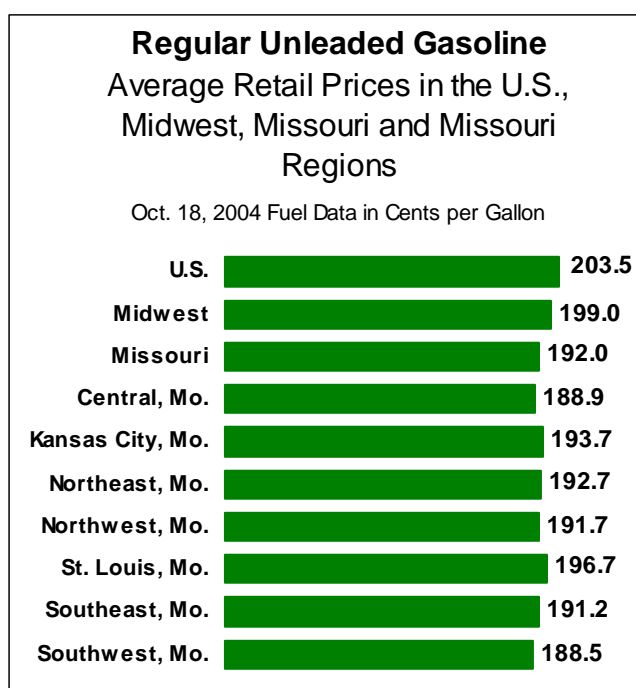 Regular Unleaded Gasoline
Average Retail Prices in the U.S.,
Midwest, Missouri and Missouri
Regions
Oct. 18, 2004 Fuel Data in Cents per Gallon
U.S. 203.5
Midwest 199.0
Missouri 192.0
Central, Mo. 188.9
Kansas City, Mo. 193.7
Northeast, Mo. 192.7
Northwest, Mo. 191.7
St. Louis, Mo. 196.7
Southeast, Mo. 191.2
Southwest, Mo. 188.5